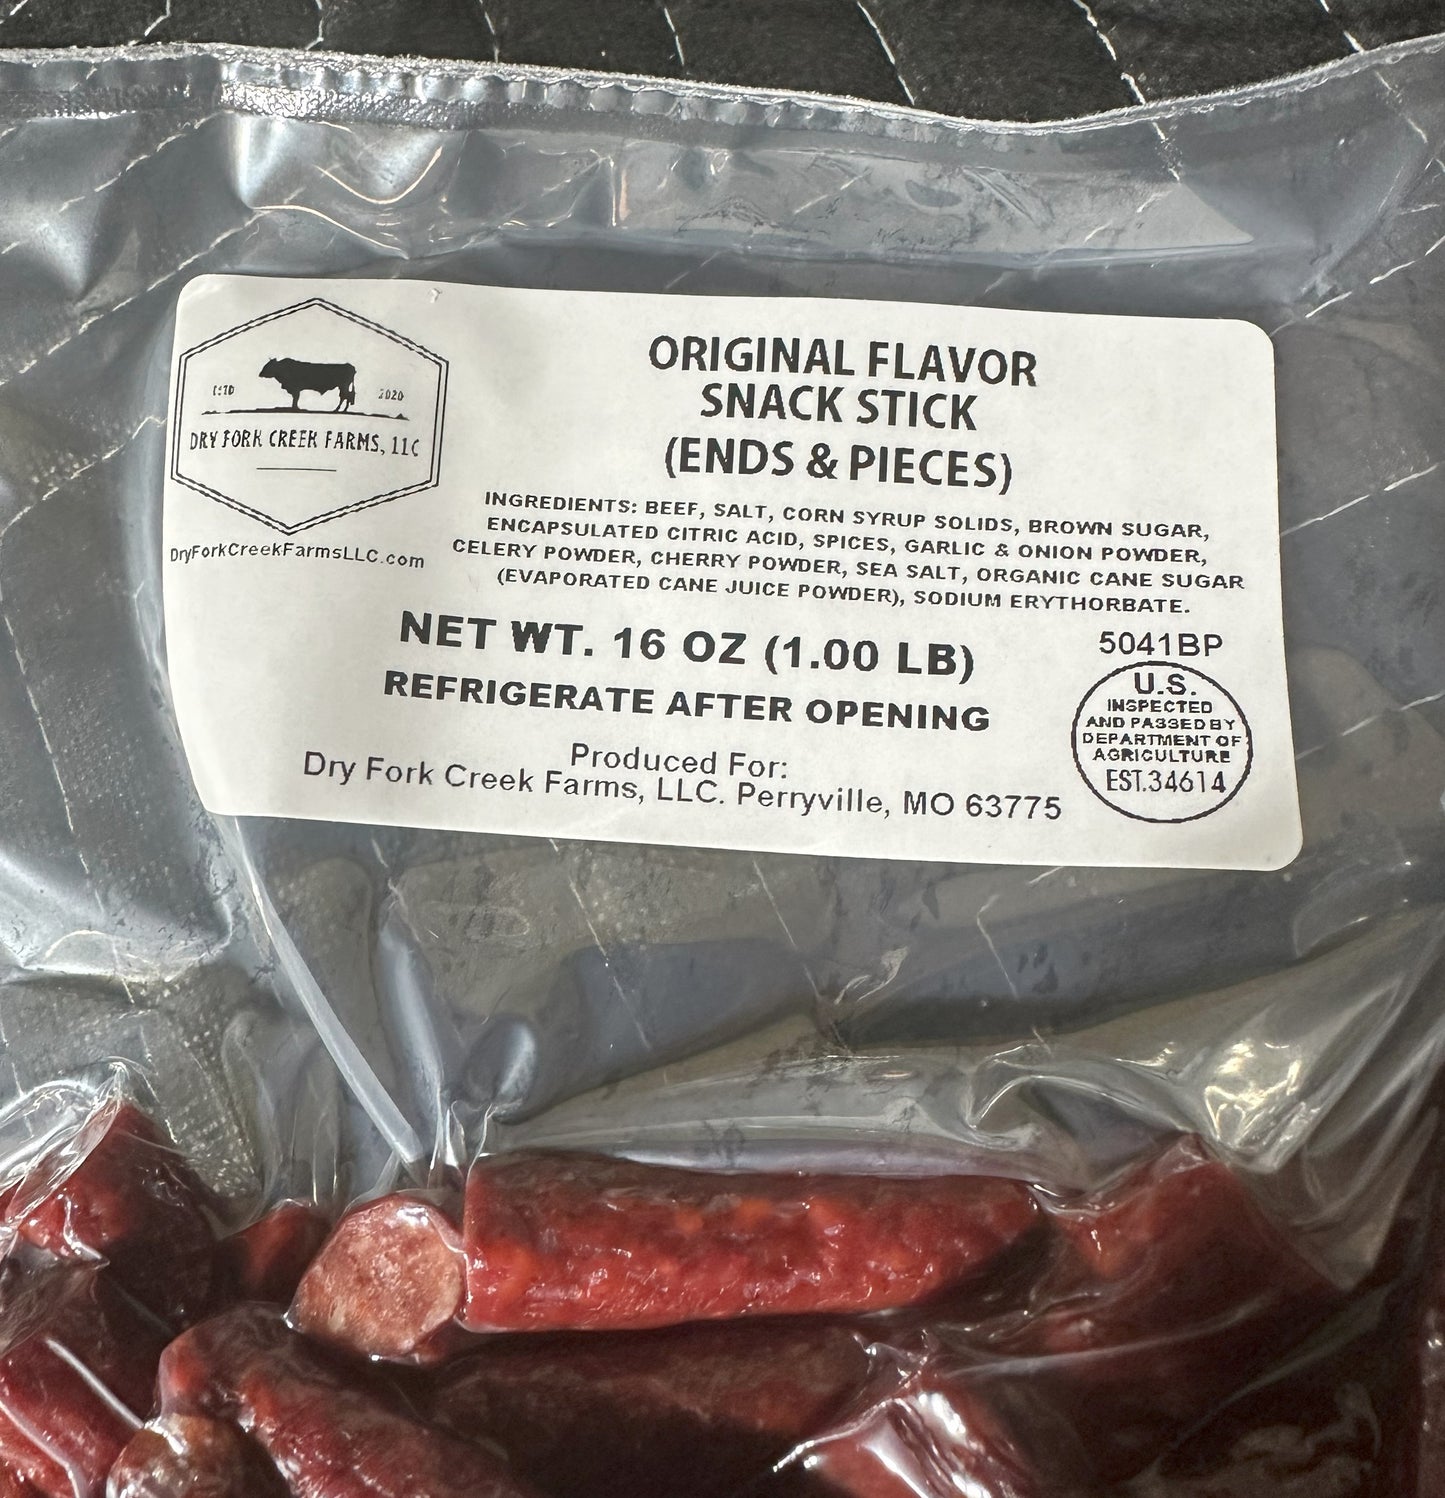 ESTD 2020
DRY FORK CREEK FARMS, LLC
DryForkCreekFarmsLLC.com
ORIGINAL FLAVOR
SNACK STICK
(ENDS & PIECES)
INGREDIENTS: BEEF, SALT, CORN SYRUP SOLIDS, BROWN SUGAR,
ENCAPSULATED CITRIC ACID, SPICES, GARLIC & ONION POWDER,
CELERY POWDER, CHERRY POWDER, SEA SALT, ORGANIC CANE SUGAR
(EVAPORATED CANE JUICE POWDER), SODIUM ERYTHORBATE.
NET WT. 16 OZ (1.00 LB)
REFRIGERATE AFTER OPENING
Produced For:
Dry Fork Creek Farms, LLC. Perryville, MO 63775
5041BP
U.S.
INSPECTED
AND PASSED BY
DEPARTMENT OF
AGRICULTURE
EST.34614